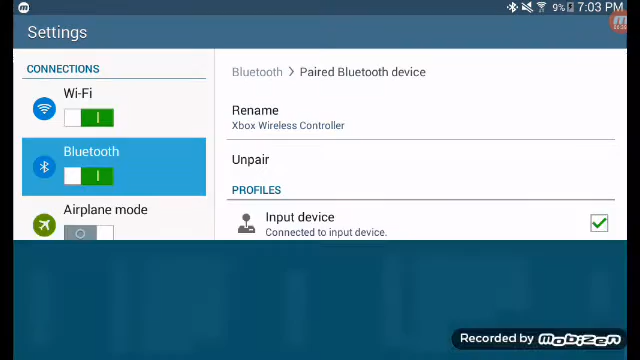 9% 7:03 PM
Settings
CONNECTIONS
Wi-Fi
Bluetooth
Airplane mode
Bluetooth > Paired Bluetooth device
Rename
Xbox Wireless Controller
Unpair
PROFILES
Input device
Connected to input device.
Recorded by mobizen